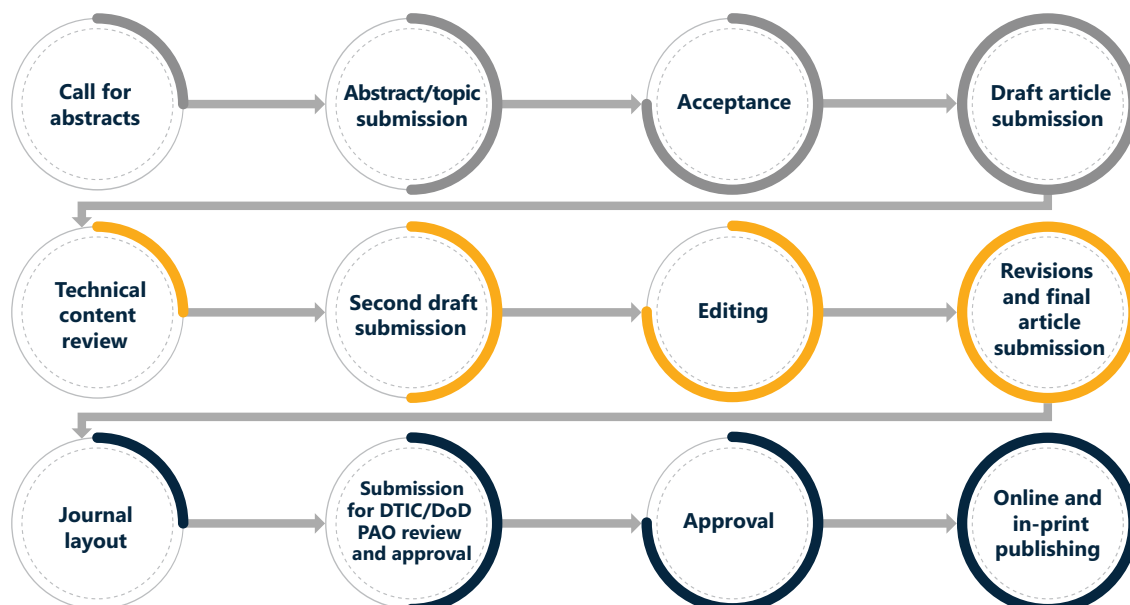 Call for
abstracts
Abstract/topic
submission
Acceptance
Draft article
submission
Technical
content
review
Second draft
submission
Editing
Revisions
and final
article
submission
Journal
layout
Submission
for DTIC/DoD
PAO review
and approval
Approval
Online and
in-print
publishing